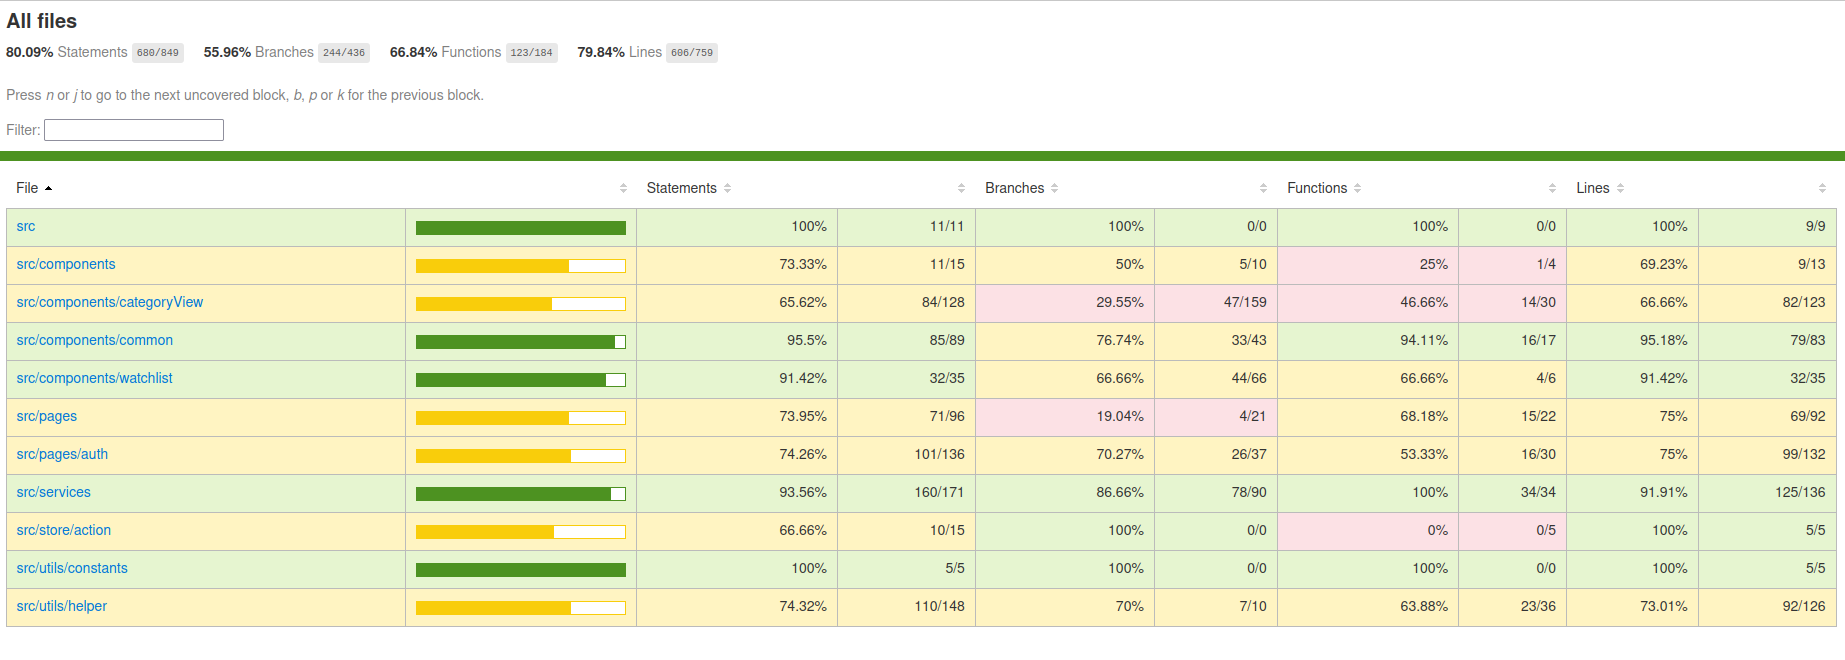 All files
80.09% Statements 680/849 55.96% Branches 244/436 66.84% Functions 123/184 79.84% Lines 606/759
Press n or j to go to the next uncovered block, b, p or k for the previous block.
Filter:
File Statements Branches Functions Lines
src 100% 11/11 100% 0/0 100% 0/0 100% 9/9
src/components 73.33% 11/15 50% 5/10 25% 1/4 69.23% 9/13
src/components/categoryView 65.62% 84/128 29.55% 47/159 46.66% 14/30 66.66% 82/123
src/components/common 95.5% 85/89 76.74% 33/43 94.11% 16/17 95.18% 79/83
src/components/watchlist 91.42% 32/35 66.66% 44/66 66.66% 4/6 91.42% 32/35
src/pages 73.95% 71/96 19.04% 4/21 68.18% 15/22 75% 69/92
src/pages/auth 74.26% 101/136 70.27% 26/37 53.33% 16/30 75% 99/132
src/services 93.56% 160/171 86.66% 78/90 100% 34/34 91.91% 125/136
src/store/action 66.66% 10/15 100% 0/0 0% 0/5 100% 5/5
src/utils/constants 100% 5/5 100% 0/0 100% 0/0 100% 5/5
src/utils/helper 74.32% 110/148 70% 7/10 63.88% 23/36 73.01% 92/126